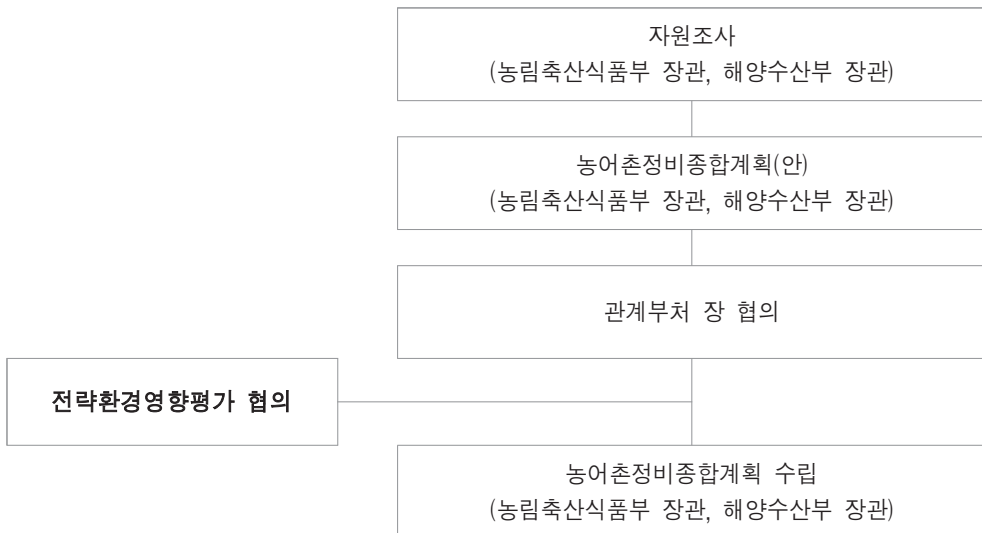 자원조사
(농림축산식품부 장관, 해양수산부 장관)
농어촌정비종합계획(안)
(농림축산식품부 장관, 해양수산부 장관)
관계부처 장 협의
전략환경영향평가 협의
농어촌정비종합계획 수립
(농림축산식품부 장관, 해양수산부 장관)